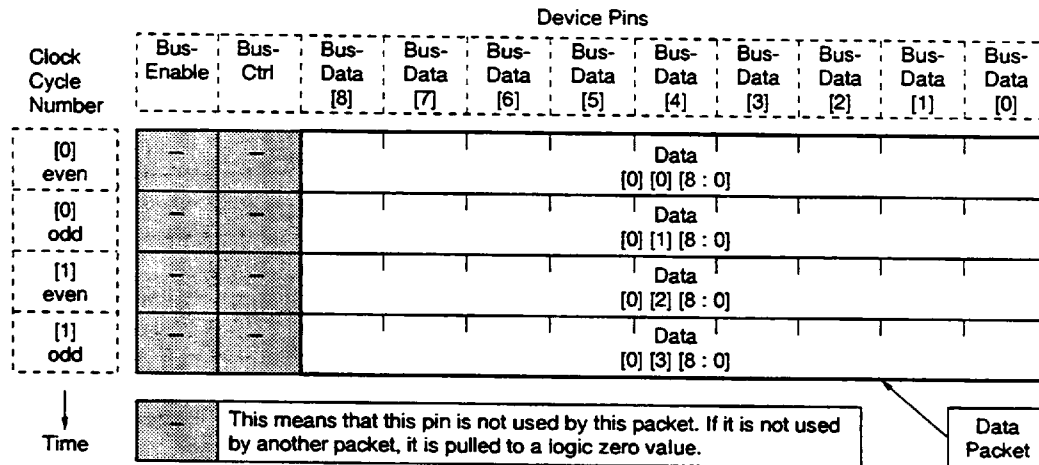 Device Pins
Clock
Cycle
Number
Bus-
Enable
Bus-
Ctrl
Bus-
Data
[8]
Bus-
Data
[7]
Bus-
Data
[6]
Bus-
Data
[5]
Bus-
Data
[4]
Bus-
Data
[3]
Bus-
Data
[2]
Bus-
Data
[1]
Bus-
Data
[0]
[0]
even
–
–
Data
[0] [0] [8 : 0]
[0]
odd
–
–
Data
[0] [1] [8 : 0]
[1]
even
–
–
Data
[0] [2] [8 : 0]
[1]
odd
–
–
Data
[0] [3] [8 : 0]
Time
–
This means that this pin is not used by this packet. If it is not used
by another packet, it is pulled to a logic zero value.
Data
Packet